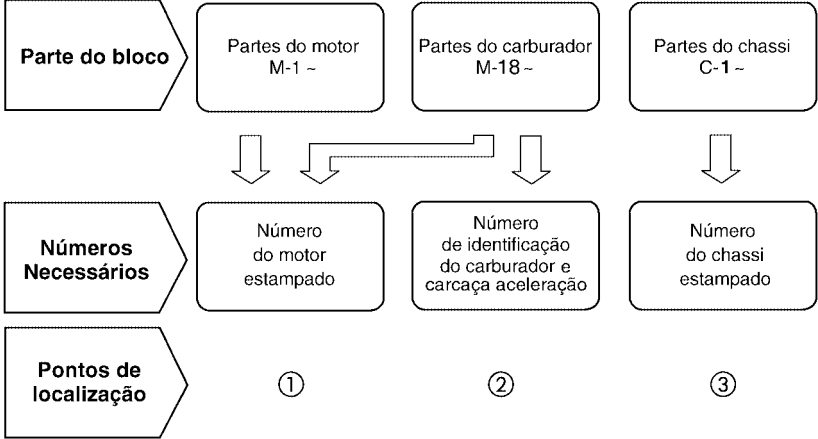 Parte do bloco
Partes do motor
M-1 ~
Partes do carburador
M-18 ~
Partes do chassi
C-1 ~
Números
Necessários
Número
do motor
estampado
Número
de identificação
do carburador e
carcaça aceleração
Número
do chassi
estampado
Pontos de
localização
①
②
③